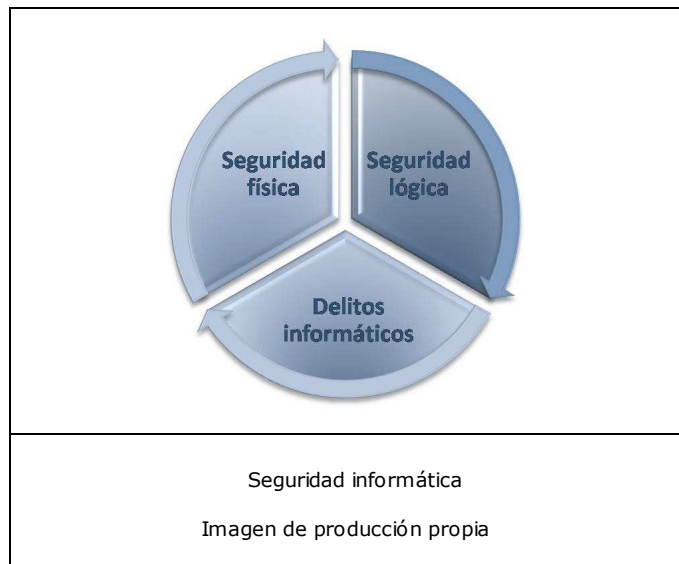 Seguridad
física
Seguridad
lógica
Delitos
informáticos
Seguridad informática
Imagen de producción propia